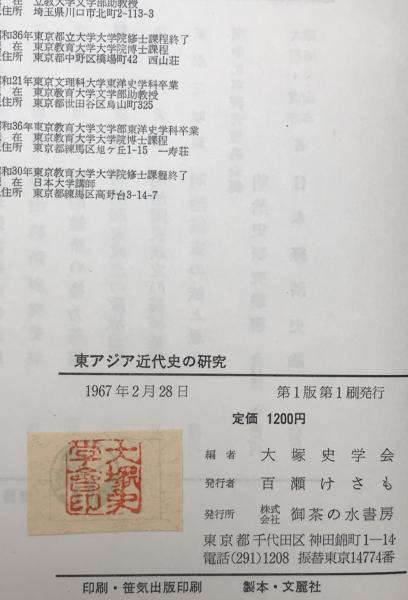 在 立教大学文学部助教授
住所 埼玉県川口市北町2-113-3
和36年東京都立大学大学院修士課程終了
在 東京教育大学大学院博士課程
住所 東京都中野区橋場町42 西山荘
和21年東京文理科大学東洋史学科卒業
在 東京教育大学文学部助教授
住所 東京都世田谷区烏山町325
和36年東京教育大学文学部東洋史学科卒業
在 東京教育大学大学院博士課程
住所 東京都練馬区旭ヶ丘1-15 一寿荘
和30年東京教育大学大学院修士課程終了
在 日本大学講師
住所 東京都練馬区高野台3-14-7
東アジア近代史の研究
1967年2月28日 第1版第1刷発行
定価 1200円
編者 大塚史学会
発行者 百瀬けさも
発行所 株式会社 御茶の水書房
東京都千代田区神田錦町1―14
電話(291)1208 振替東京14774番
大塚史学会印
印刷・笹気出版印刷 製本・文麗社